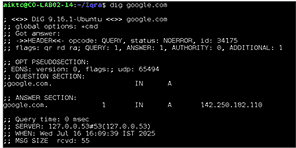 aiktc@CO-LAB02-14:~/Iqra$ dig google.com
; <<>> DiG 9.16.1-Ubuntu <<>> google.com
;; global options: +cmd
;; Got answer:
;; ->>HEADER<<- opcode: QUERY, status: NOERROR, id: 34175
;; flags: qr rd ra; QUERY: 1, ANSWER: 1, AUTHORITY: 0, ADDITIONAL: 1
;; OPT PSEUDOSECTION:
; EDNS: version: 0, flags:; udp: 65494
;; QUESTION SECTION:
;google.com. IN A
;; ANSWER SECTION:
google.com. 1 IN A 142.250.182.110
;; Query time: 0 msec
;; SERVER: 127.0.0.53#53(127.0.0.53)
;; WHEN: Wed Jul 16 16:09:39 IST 2025
;; MSG SIZE rcvd: 55